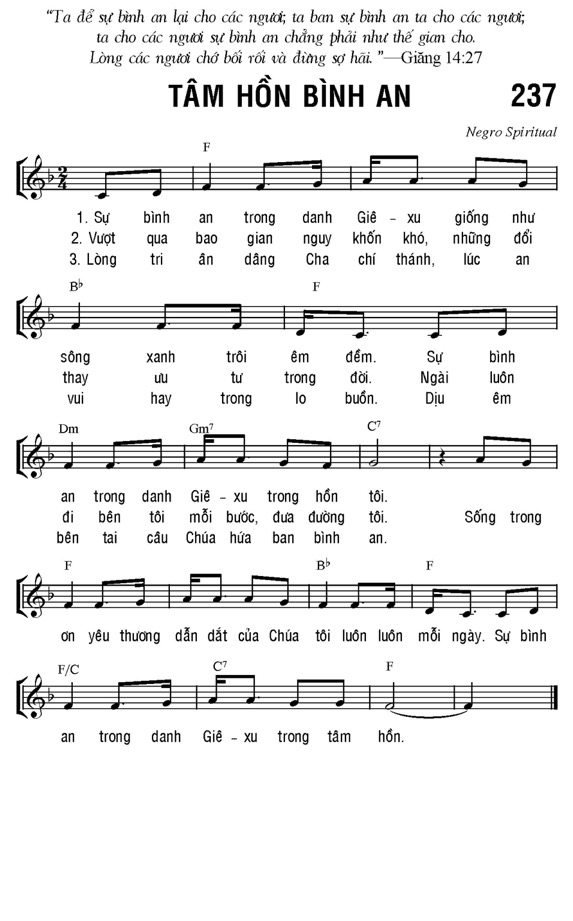 “Ta để sự bình an lại cho các ngươi; ta ban sự bình an ta cho các ngươi;
ta cho các ngươi sự bình an chẳng phải như thế gian cho.
Lòng các ngươi chớ bối rối và đừng sợ hãi.”—Giăng 14:27
TÂM HỒN BÌNH AN 237
Negro Spiritual
F
2
4
1. Sự bình an trong danh Giê - xu giống như
2. Vượt qua bao gian nguy khốn khó, những đổi
3. Lòng tri ân dâng Cha chí thánh, lúc an
B♭ F
sông xanh trôi êm đềm. Sự bình
thay ưu tư trong đời. Ngài luôn
vui hay trong lo buồn. Dịu êm
Dm Gm7 C7
an trong danh Giê - xu trong hồn tôi.
đi bên tôi mỗi bước, đưa đường tôi. Sống trong
bên tai câu Chúa hứa ban bình an.
F B♭ F
ơn yêu thương dẫn dắt của Chúa tôi luôn luôn mỗi ngày. Sự bình
F/C C7 F
an trong danh Giê - xu trong tâm hồn.